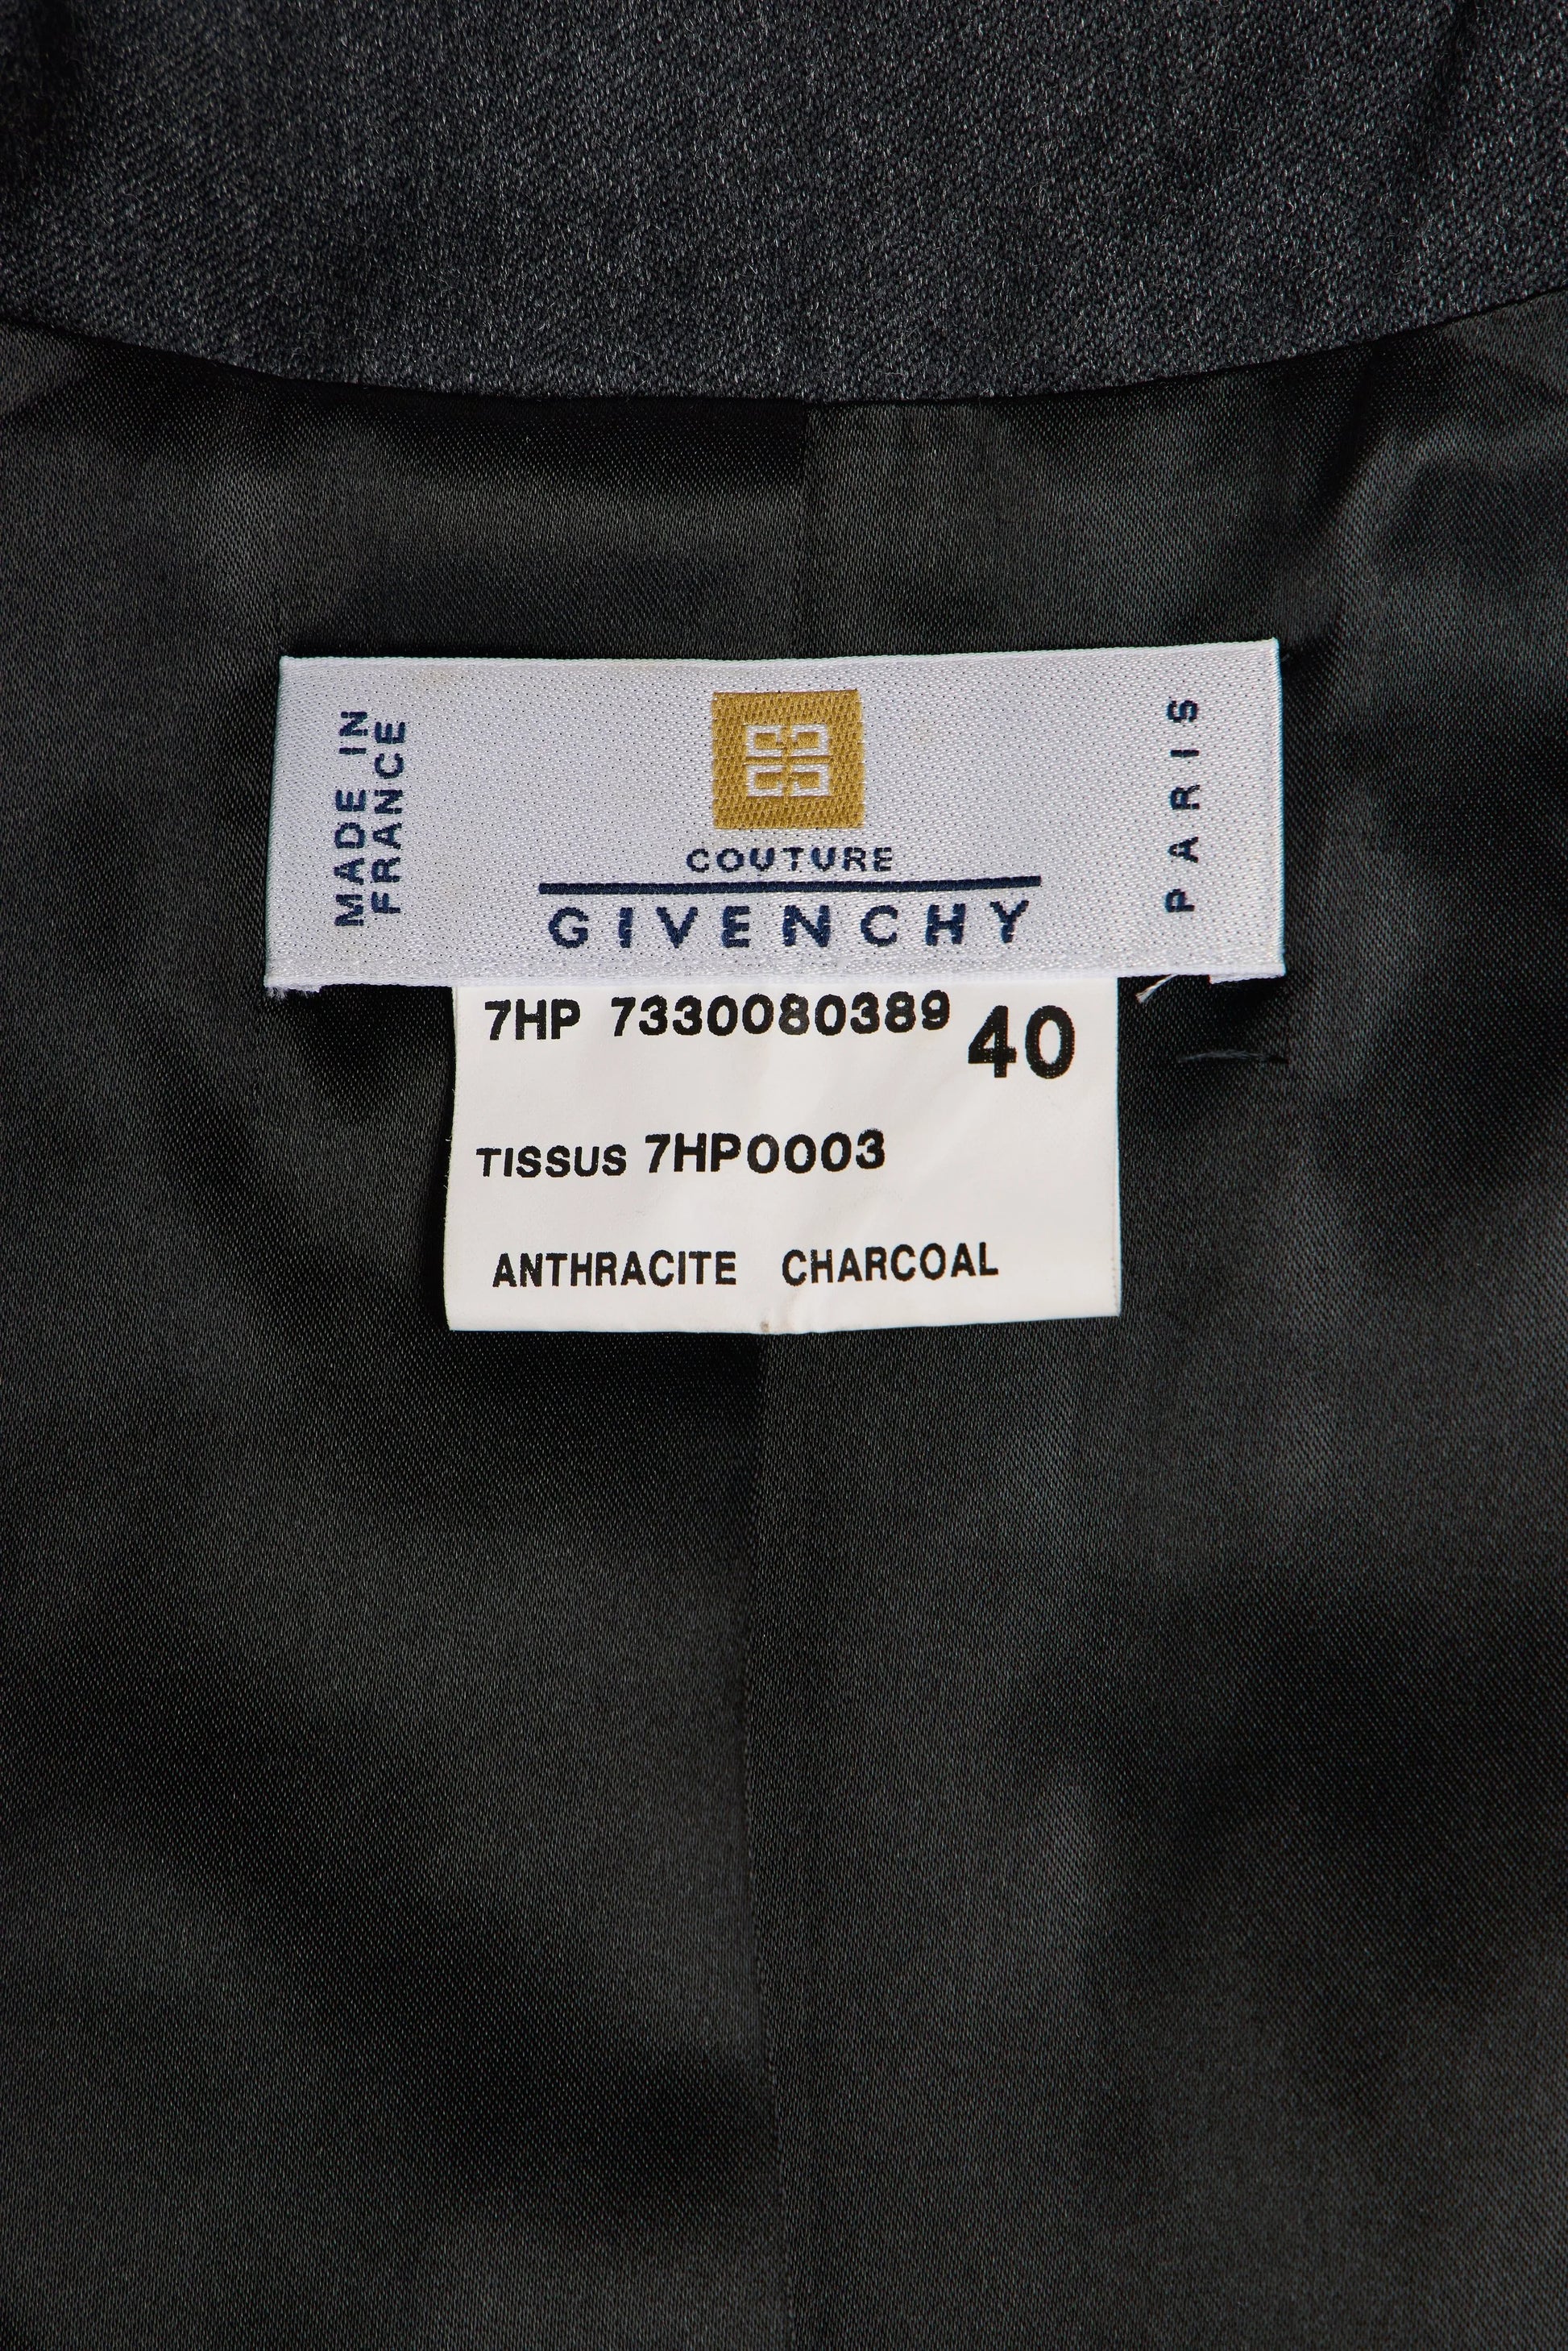 MADE IN
FRANCE
COUTURE
GIVENCHY
PARIS
7HP 7330080389 40
TISSUS 7HP0003
ANTHRACITE CHARCOAL